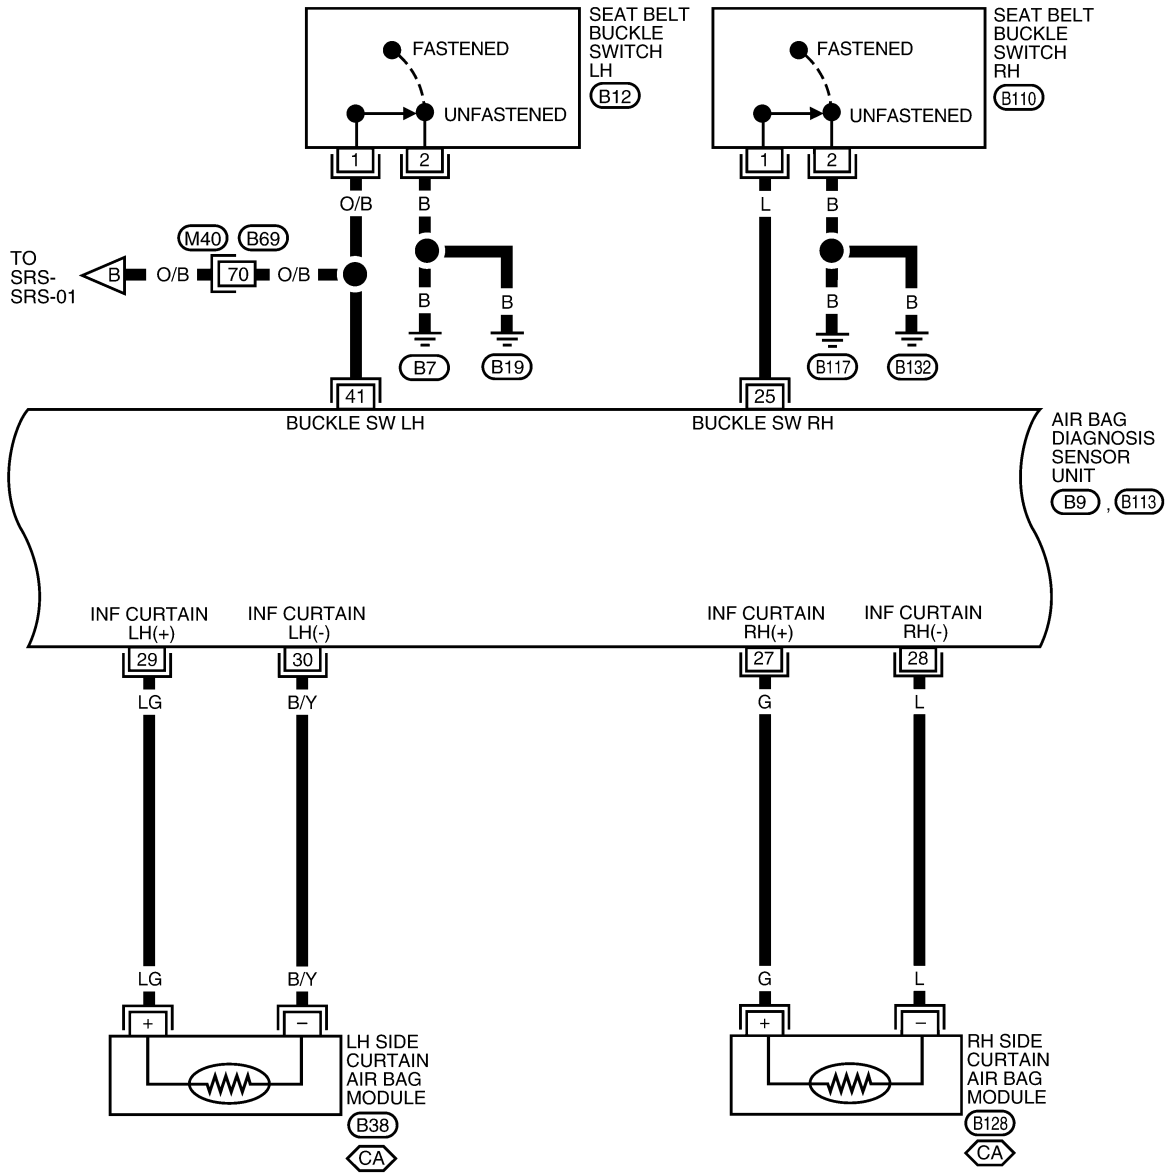 SEAT BELT
BUCKLE
SWITCH
LH
B12
SEAT BELT
BUCKLE
SWITCH
RH
B110
FASTENED
UNFASTENED
FASTENED
UNFASTENED
1
2
1
2
O/B
B
L
B
M40
B69
TO
SRS-
SRS-01
B
O/B
70
O/B
B
B
B
B
B7
B19
B117
B132
41
25
BUCKLE SW LH
BUCKLE SW RH
AIR BAG
DIAGNOSIS
SENSOR
UNIT
B9 , B113
INF CURTAIN
LH(+)
INF CURTAIN
LH(-)
INF CURTAIN
RH(+)
INF CURTAIN
RH(-)
29
30
27
28
LG
B/Y
G
L
LG
B/Y
G
L
+
–
+
–
LH SIDE
CURTAIN
AIR BAG
MODULE
B38
CA
RH SIDE
CURTAIN
AIR BAG
MODULE
B128
CA